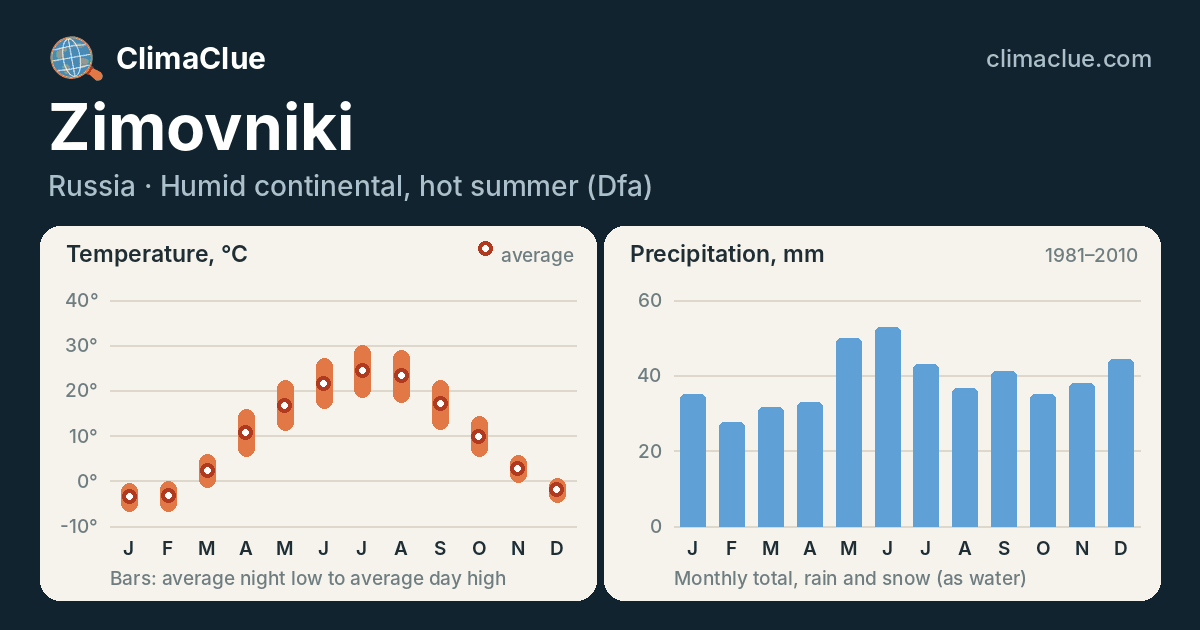 ClimaClue
climaclue.com
Zimovniki
Russia · Humid continental, hot summer (Dfa)
Temperature, °C
average
40°
30°
20°
10°
0°
-10°
J F M A M J J A S O N D
Bars: average night low to average day high
Precipitation, mm
1981–2010
60
40
20
0
J F M A M J J A S O N D
Monthly total, rain and snow (as water)